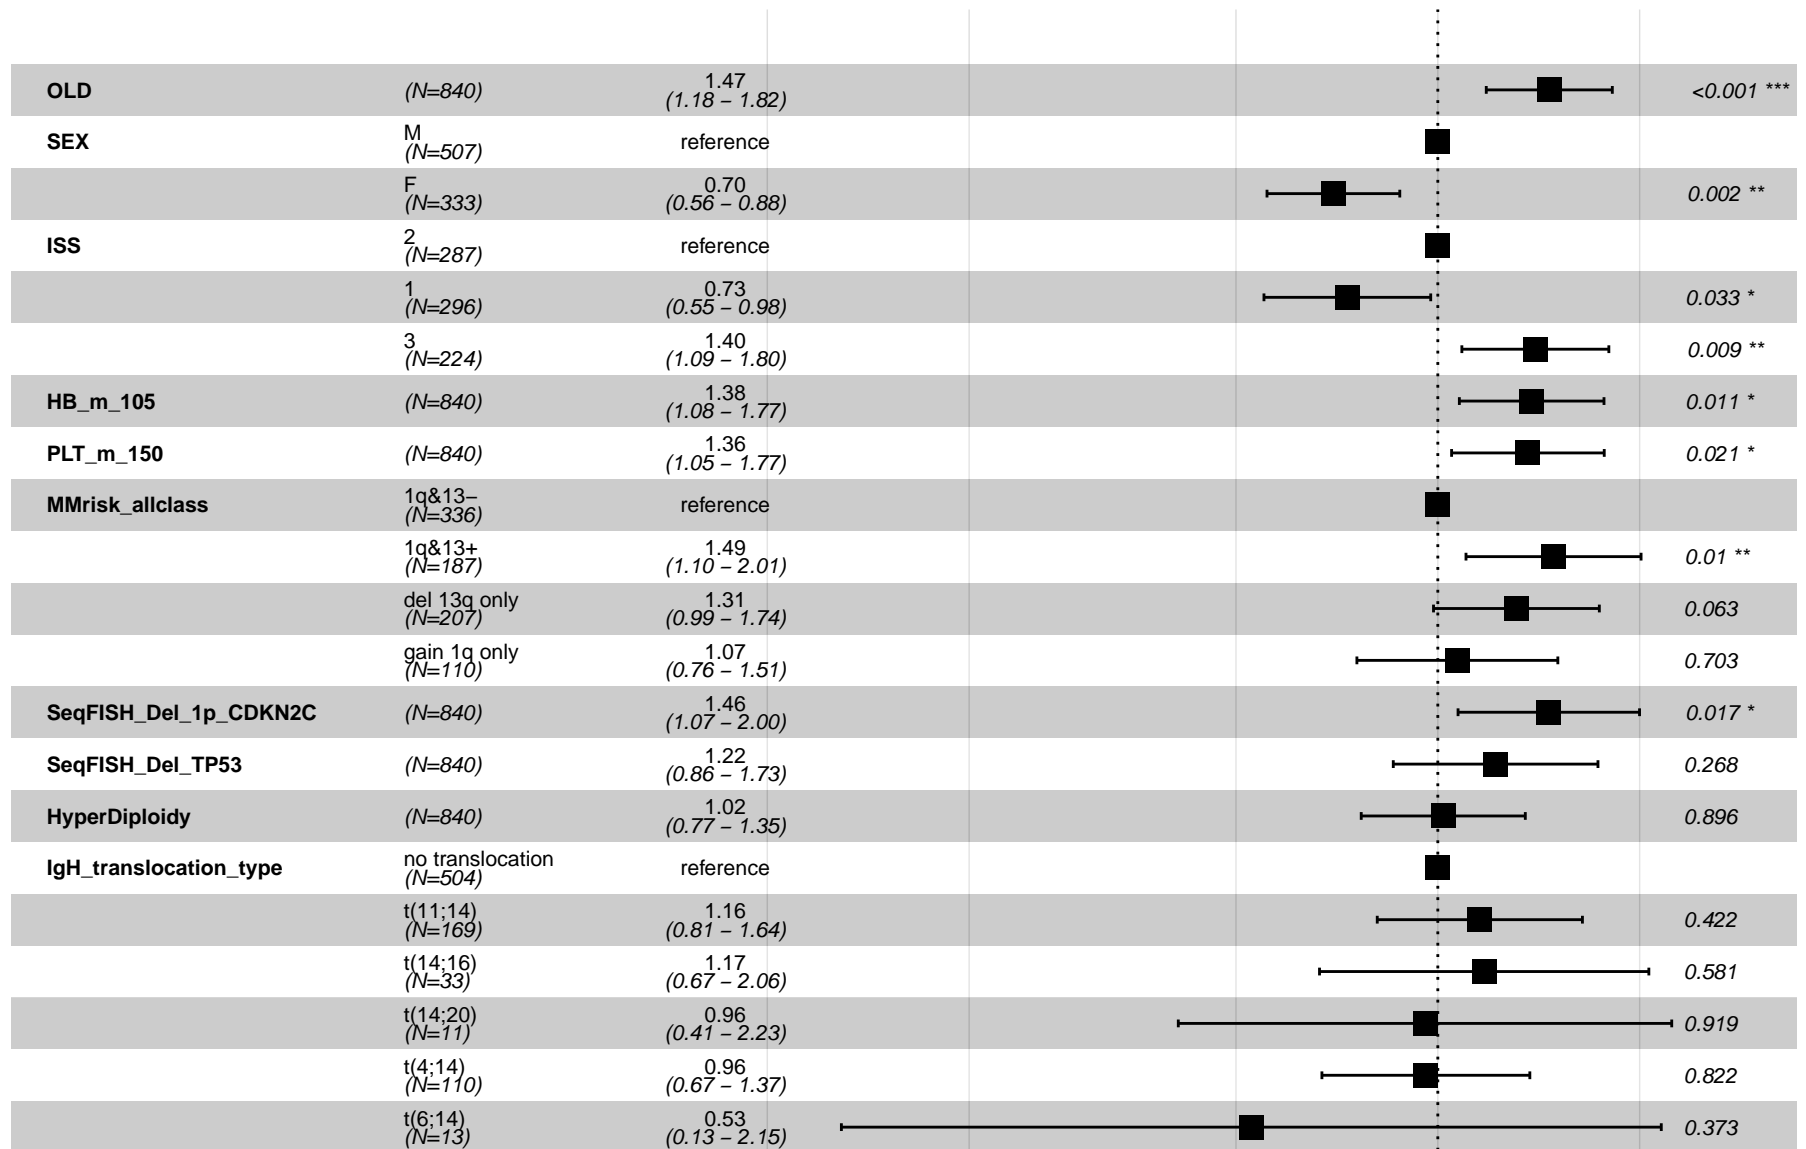 OLD (N=840) 1.47 <0.001 ***
(1.18 – 1.82)
SEX M reference
(N=507)
F 0.70 0.002 **
(N=333) (0.56 – 0.88)
ISS 2 reference
(N=287)
1 0.73 0.033 *
(N=296) (0.55 – 0.98)
3 1.40 0.009 **
(N=224) (1.09 – 1.80)
HB_m_105 (N=840) 1.38 0.011 *
(1.08 – 1.77)
PLT_m_150 (N=840) 1.36 0.021 *
(1.05 – 1.77)
MMrisk_allclass 1q&13– reference
(N=336)
1q&13+ 1.49 0.01 **
(N=187) (1.10 – 2.01)
del 13q only 1.31 0.063
(N=207) (0.99 – 1.74)
gain 1q only 1.07 0.703
(N=110) (0.76 – 1.51)
SeqFISH_Del_1p_CDKN2C (N=840) 1.46 0.017 *
(1.07 – 2.00)
SeqFISH_Del_TP53 (N=840) 1.22 0.268
(0.86 – 1.73)
HyperDiploidy (N=840) 1.02 0.896
(0.77 – 1.35)
IgH_translocation_type no translocation reference
(N=504)
t(11;14) 1.16 0.422
(N=169) (0.81 – 1.64)
t(14;16) 1.17 0.581
(N=33) (0.67 – 2.06)
t(14;20) 0.96 0.919
(N=11) (0.41 – 2.23)
t(4;14) 0.96 0.822
(N=110) (0.67 – 1.37)
t(6;14) 0.53 0.373
(N=13) (0.13 – 2.15)